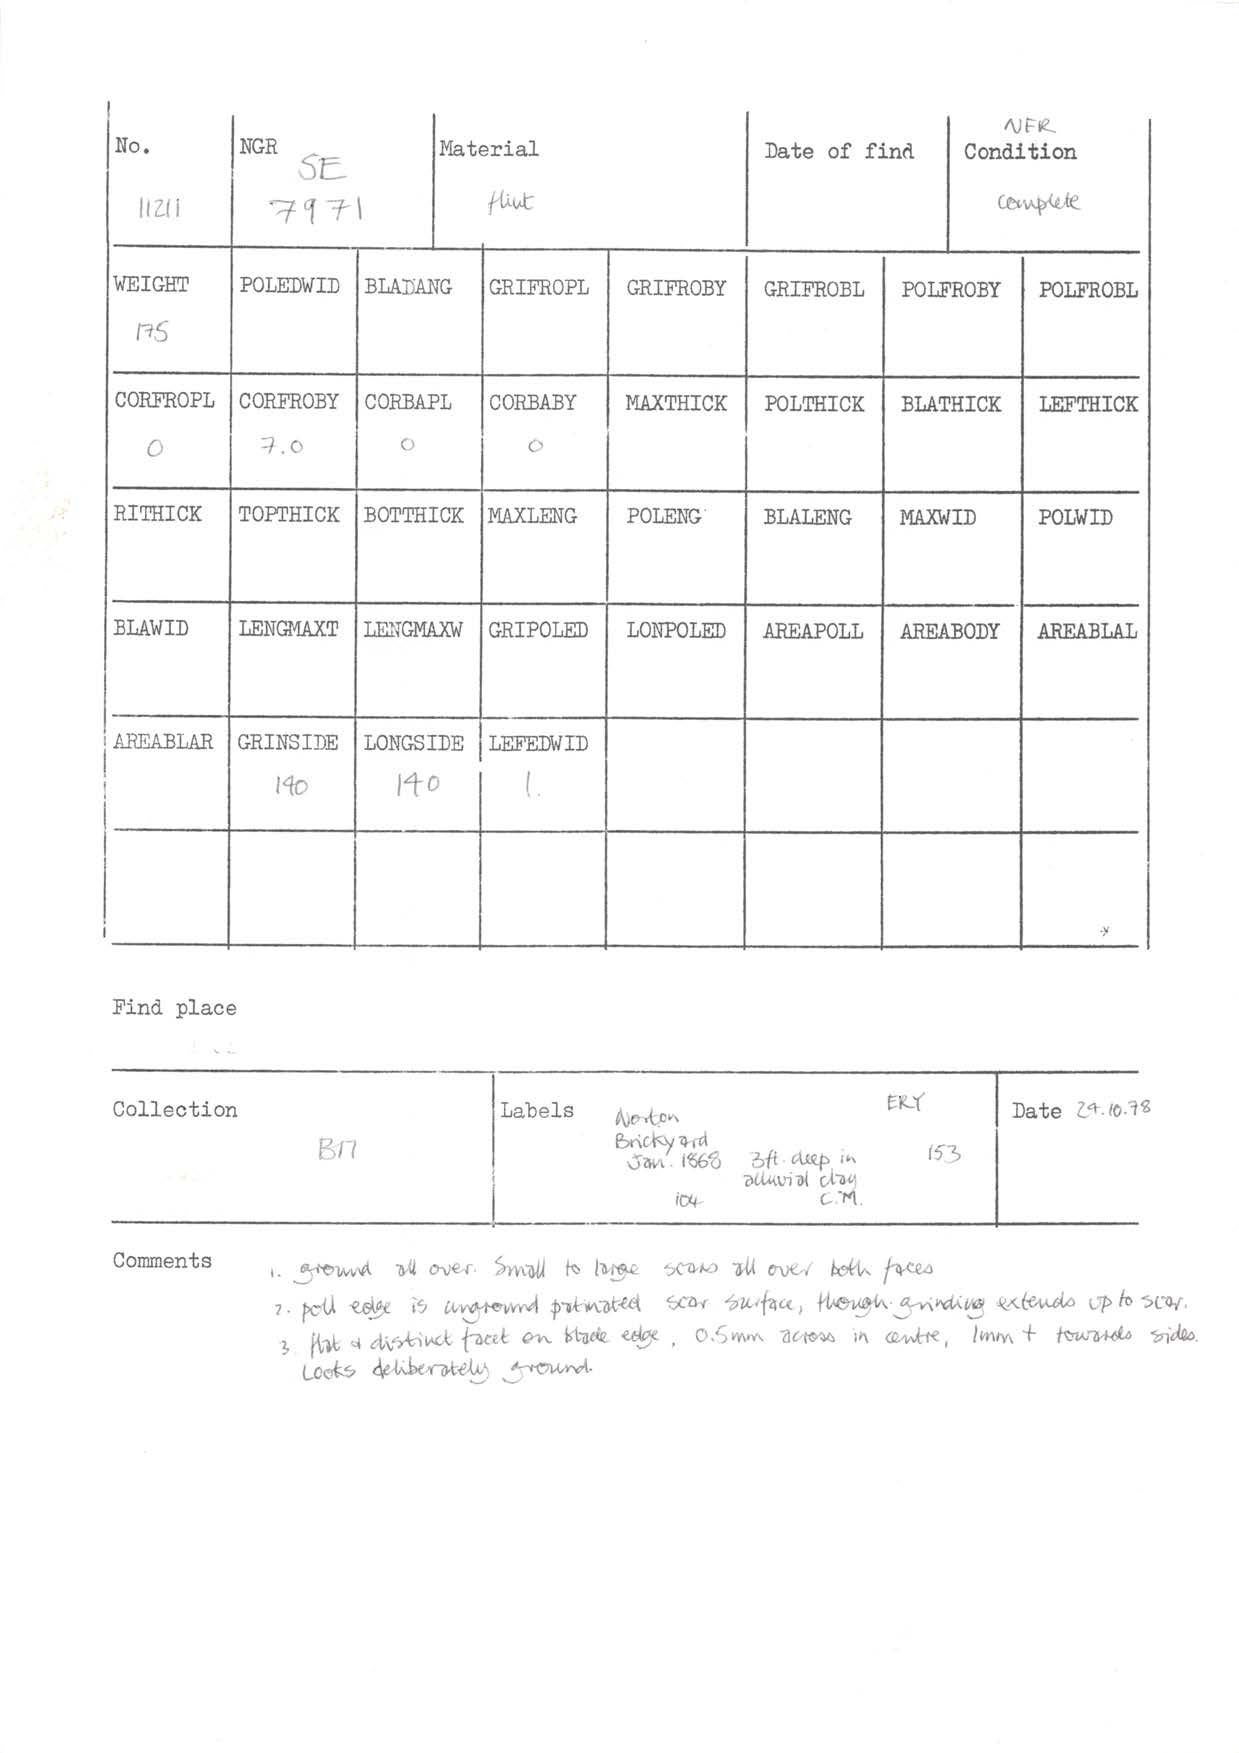 NER
No. NGR Material Date of find Condition
SE
11211 7971 flint complete
WEIGHT POLEDWID BLADANG GRIFROPL GRIFROBY GRIFROBL POLFROBY POLFROBL
175
CORFROPL CORFROBY CORBAPL CORBABY MAXTHICK POLTHICK BLATHICK LEFTHICK
0 7.0 0 0
RITHICK TOPTHICK BOTTHICK MAXLENG POLENG BLALENG MAXWID POLWID
BLAWID LENGMAXT LENGMAXW GRIPOLED LONPOLED AREAPOLL AREABODY AREABLAL
AREABLAR GRINSIDE LONGSIDE LEFEDWID
140 140 1.
Find place
Collection
BM
Labels
Norton ERY
Brickyard
Jan. 1868 3ft. deep in 153
alluvial clay
104 C.M.
Date 24.10.78
Comments 1. ground all over. Small to large scars all over both faces
2. poll edge is unground patinated scar surface, though grinding extends up to scar.
3 flat & distinct facet on blade edge, 0.5mm across in centre, 1mm + towards sides.
Looks deliberately ground.